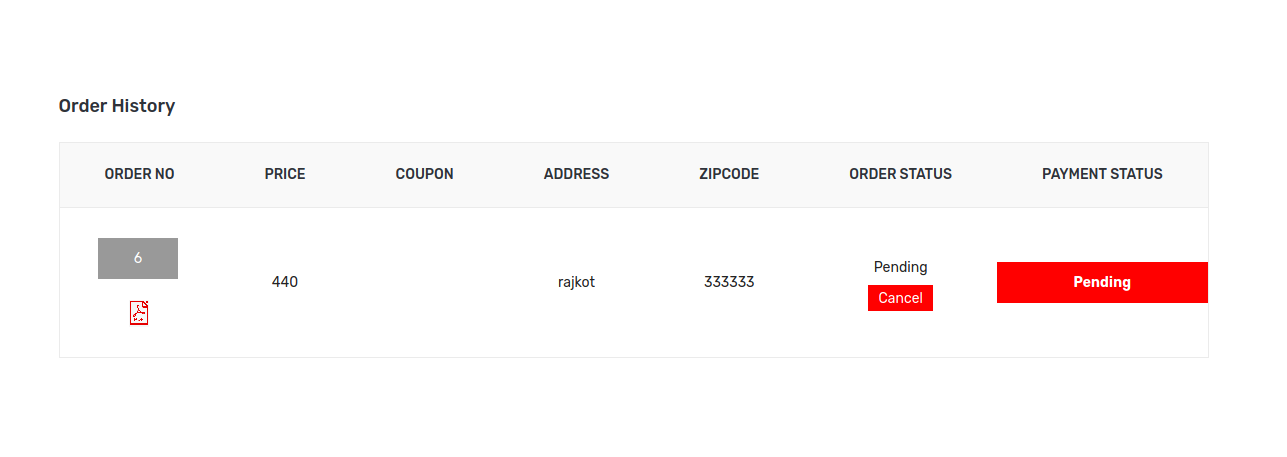 Order History
ORDER NO PRICE COUPON ADDRESS ZIPCODE ORDER STATUS PAYMENT STATUS
6
440 rajkot 333333 Pending Pending
Cancel